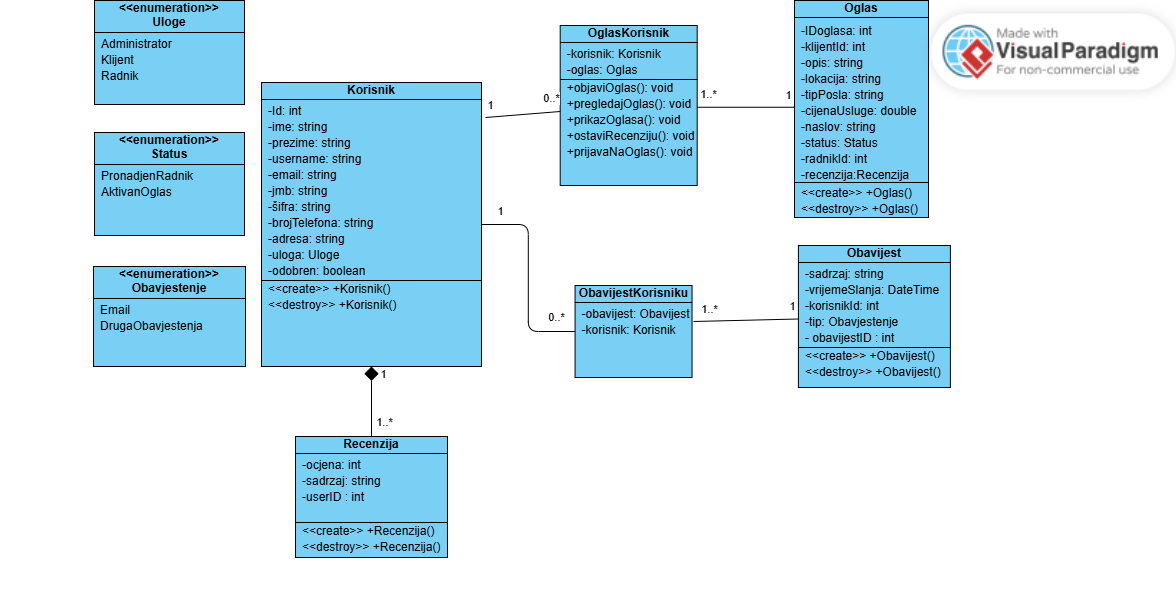 <<enumeration>>
Uloge
Administrator
Klijent
Radnik
<<enumeration>>
Status
PronadjenRadnik
AktivanOglas
<<enumeration>>
Obavjestenje
Email
DrugaObavjestenja
Korisnik
-Id: int
-ime: string
-prezime: string
-username: string
-email: string
-jmb: string
-šifra: string
-brojTelefona: string
-adresa: string
-uloga: Uloge
-odobren: boolean
<<create>> +Korisnik()
<<destroy>> +Korisnik()
1
0..*
OglasKorisnik
-korisnik: Korisnik
-oglas: Oglas
+objaviOglas(): void
+pregledajOglas(): void
+prikazOglasa(): void
+ostaviRecenziju(): void
+prijavaNaOglas(): void
1..*
1
Oglas
-IDoglasa: int
-klijentId: int
-opis: string
-lokacija: string
-tipPosla: string
-cijenaUsluge: double
-naslov: string
-status: Status
-radnikId: int
-recenzija:Recenzija
<<create>> +Oglas()
<<destroy>> +Oglas()
Made with
VisualParadigm
For non-commercial use
1
0..*
ObavijestKorisniku
-obavijest: Obavijest
-korisnik: Korisnik
1..*
1
Obavijest
-sadrzaj: string
-vrijemeSlanja: DateTime
-korisnikId: int
-tip: Obavjestenje
- obavijestID : int
<<create>> +Obavijest()
<<destroy>> +Obavijest()
1
1..*
Recenzija
-ocjena: int
-sadrzaj: string
-userID : int
<<create>> +Recenzija()
<<destroy>> +Recenzija()